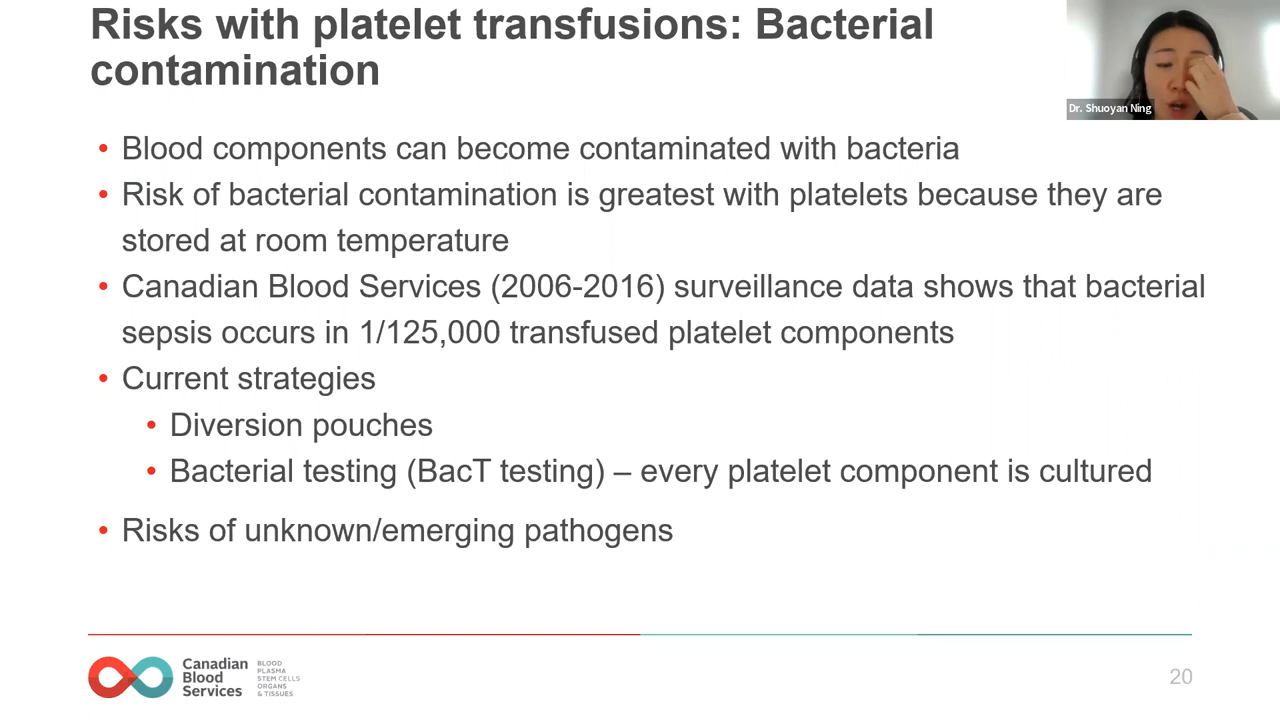 Risks with platelet transfusions: Bacterial
contamination
Dr. Shuoyan Ning
• Blood components can become contaminated with bacteria
• Risk of bacterial contamination is greatest with platelets because they are
stored at room temperature
• Canadian Blood Services (2006-2016) surveillance data shows that bacterial
sepsis occurs in 1/125,000 transfused platelet components
• Current strategies
• Diversion pouches
• Bacterial testing (BacT testing) – every platelet component is cultured
• Risks of unknown/emerging pathogens
Canadian
Blood
Services
BLOOD
PLASMA
STEM CELLS
ORGANS
& TISSUES
20